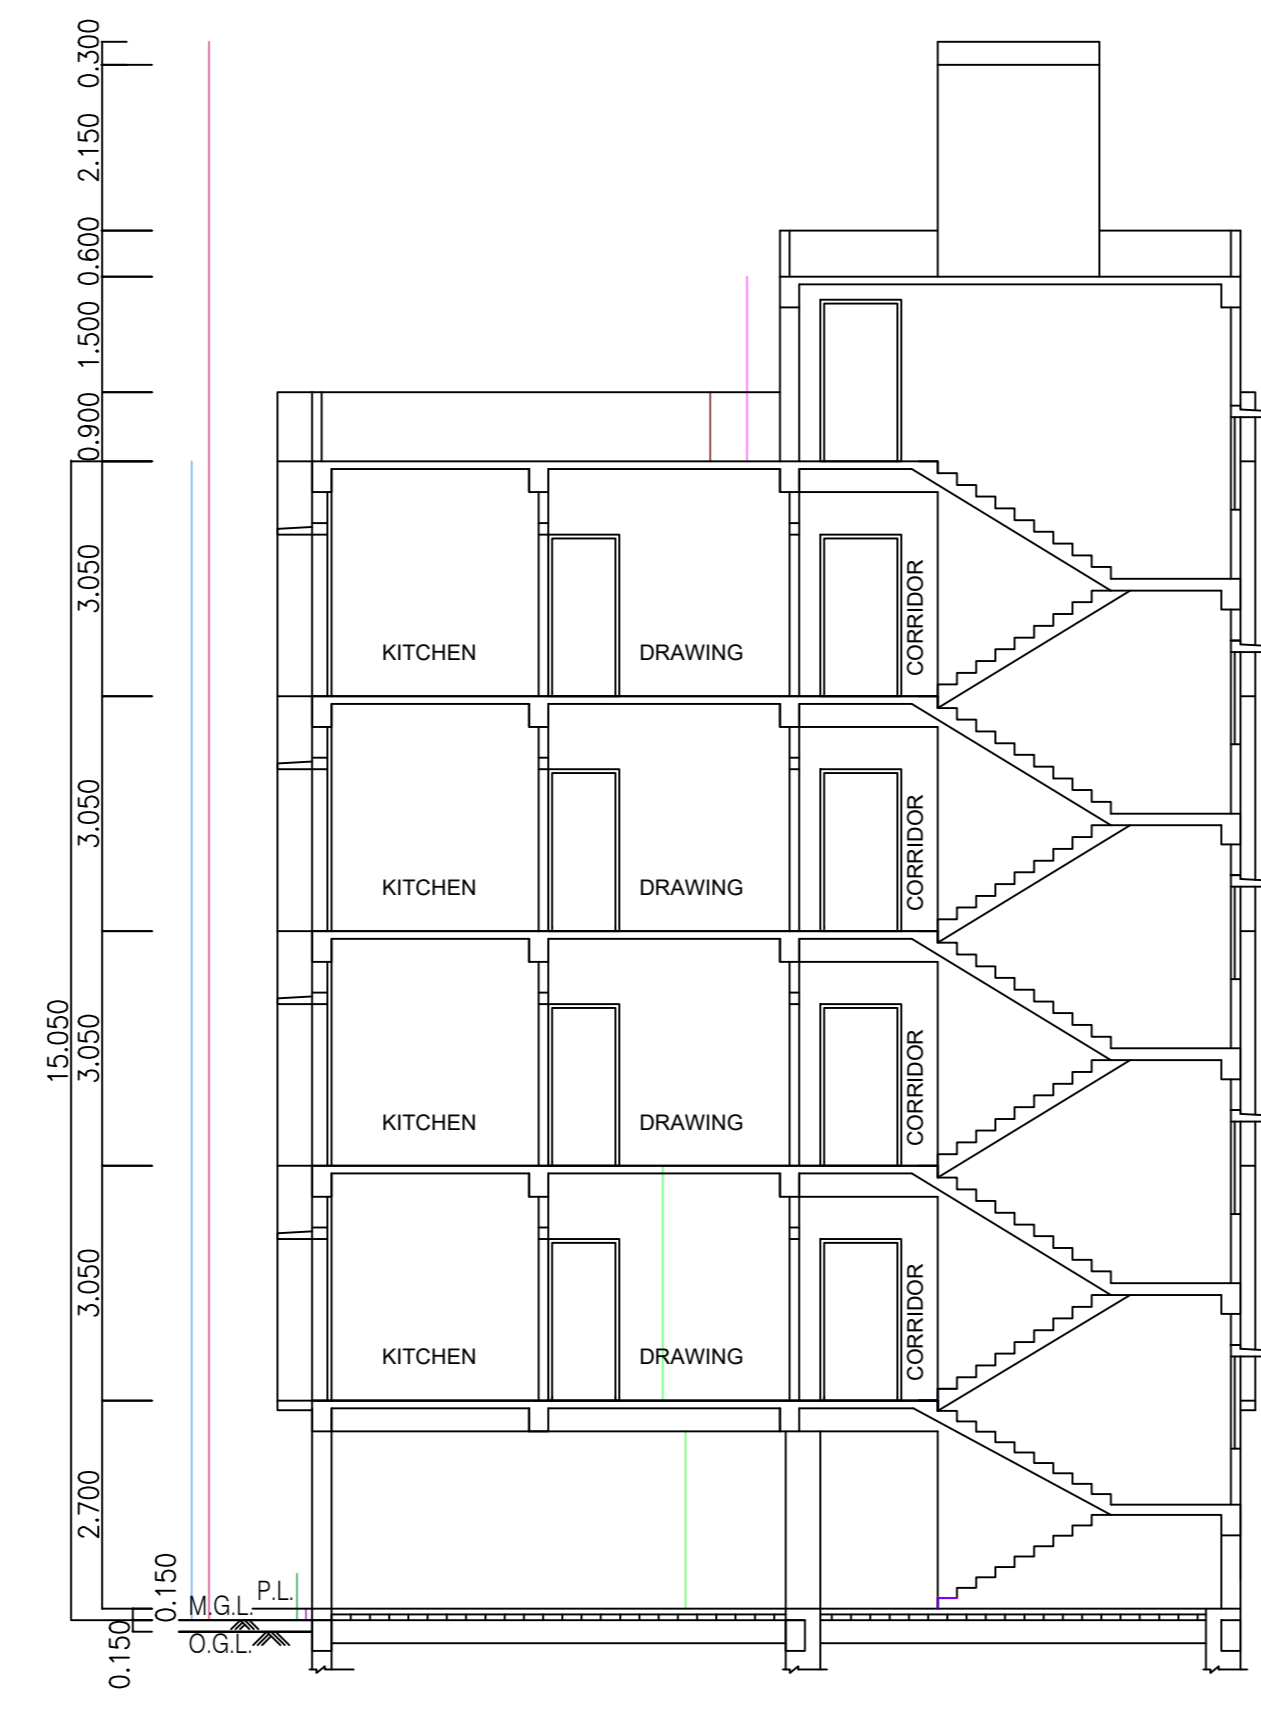 0.300
2.150
0.600
1.500
0.900
3.050
KITCHEN
DRAWING
CORRIDOR
3.050
KITCHEN
DRAWING
CORRIDOR
15.050
3.050
KITCHEN
DRAWING
CORRIDOR
3.050
KITCHEN
DRAWING
CORRIDOR
2.700
0.150
P.L.
M.G.L.
O.G.L.
0.150